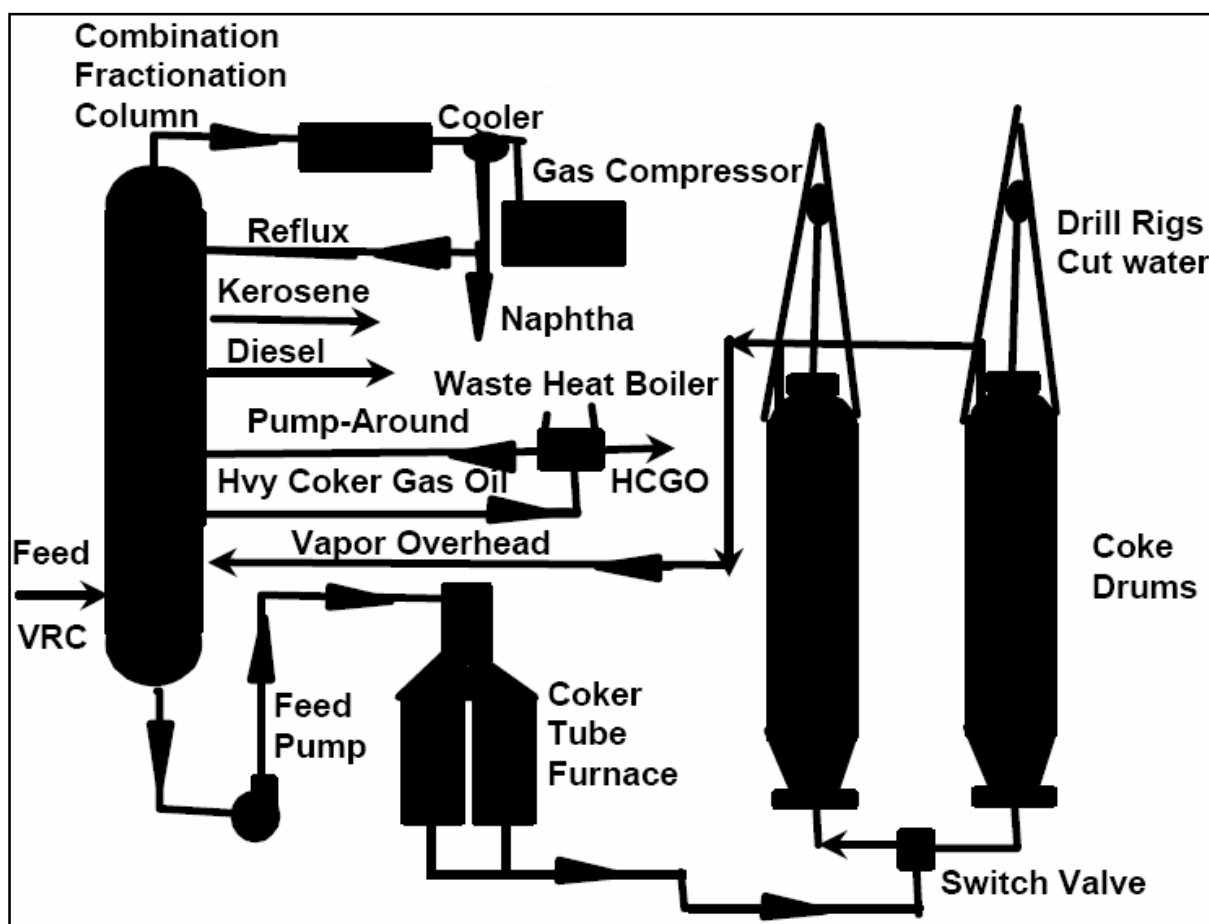 Combination
Fractionation
Column
Cooler
Gas Compressor
Reflux
Kerosene
Naphtha
Diesel
Waste Heat Boiler
Pump-Around
Hvy Coker Gas Oil
HCGO
Vapor Overhead
Feed
VRC
Feed
Pump
Coker
Tube
Furnace
Drill Rigs
Cut water
Coke
Drums
Switch Valve